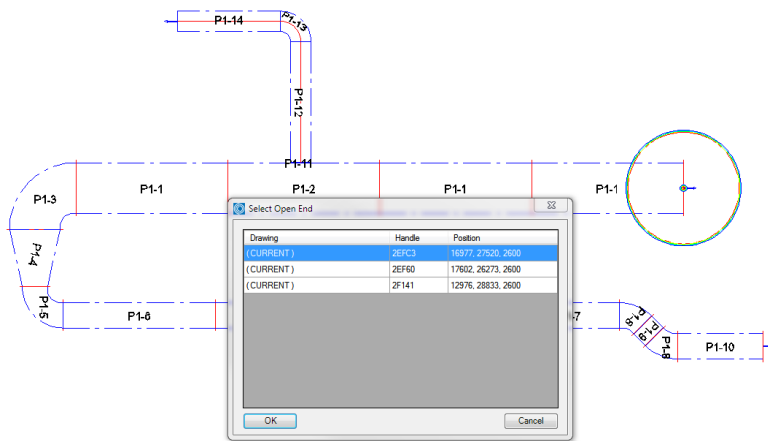 P1-14
P1-13
P1-12
P1-11
P1-3
P1-1
P1-2
P1-1
P1-1
P1-4
P1-5
P1-6
Select Open End
Drawing Handle Position
( CURRENT ) 2EFC3 16977, 27520, 2600
( CURRENT ) 2EF60 17602, 26273, 2600
( CURRENT ) 2F141 12976, 28833, 2600
OK Cancel
-7
P1-8
P1-9
P1-8
P1-10